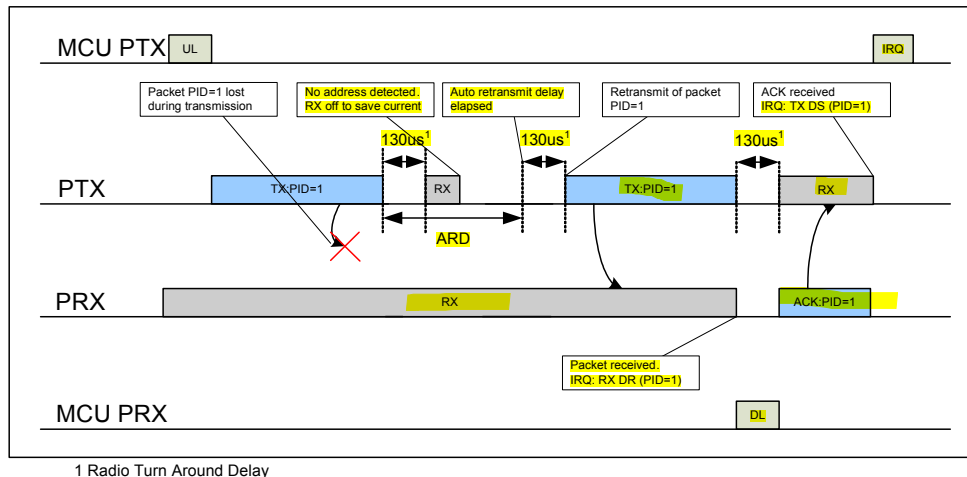 MCU PTX
UL
IRQ
Packet PID=1 lost
during transmission
No address detected.
RX off to save current
Auto retransmit delay
elapsed
Retransmit of packet
PID=1
ACK received
IRQ: TX DS (PID=1)
130us1
130us1
130us1
PTX
TX:PID=1
RX
TX:PID=1
RX
ARD
PRX
RX
ACK:PID=1
Packet received.
IRQ: RX DR (PID=1)
MCU PRX
DL
1 Radio Turn Around Delay